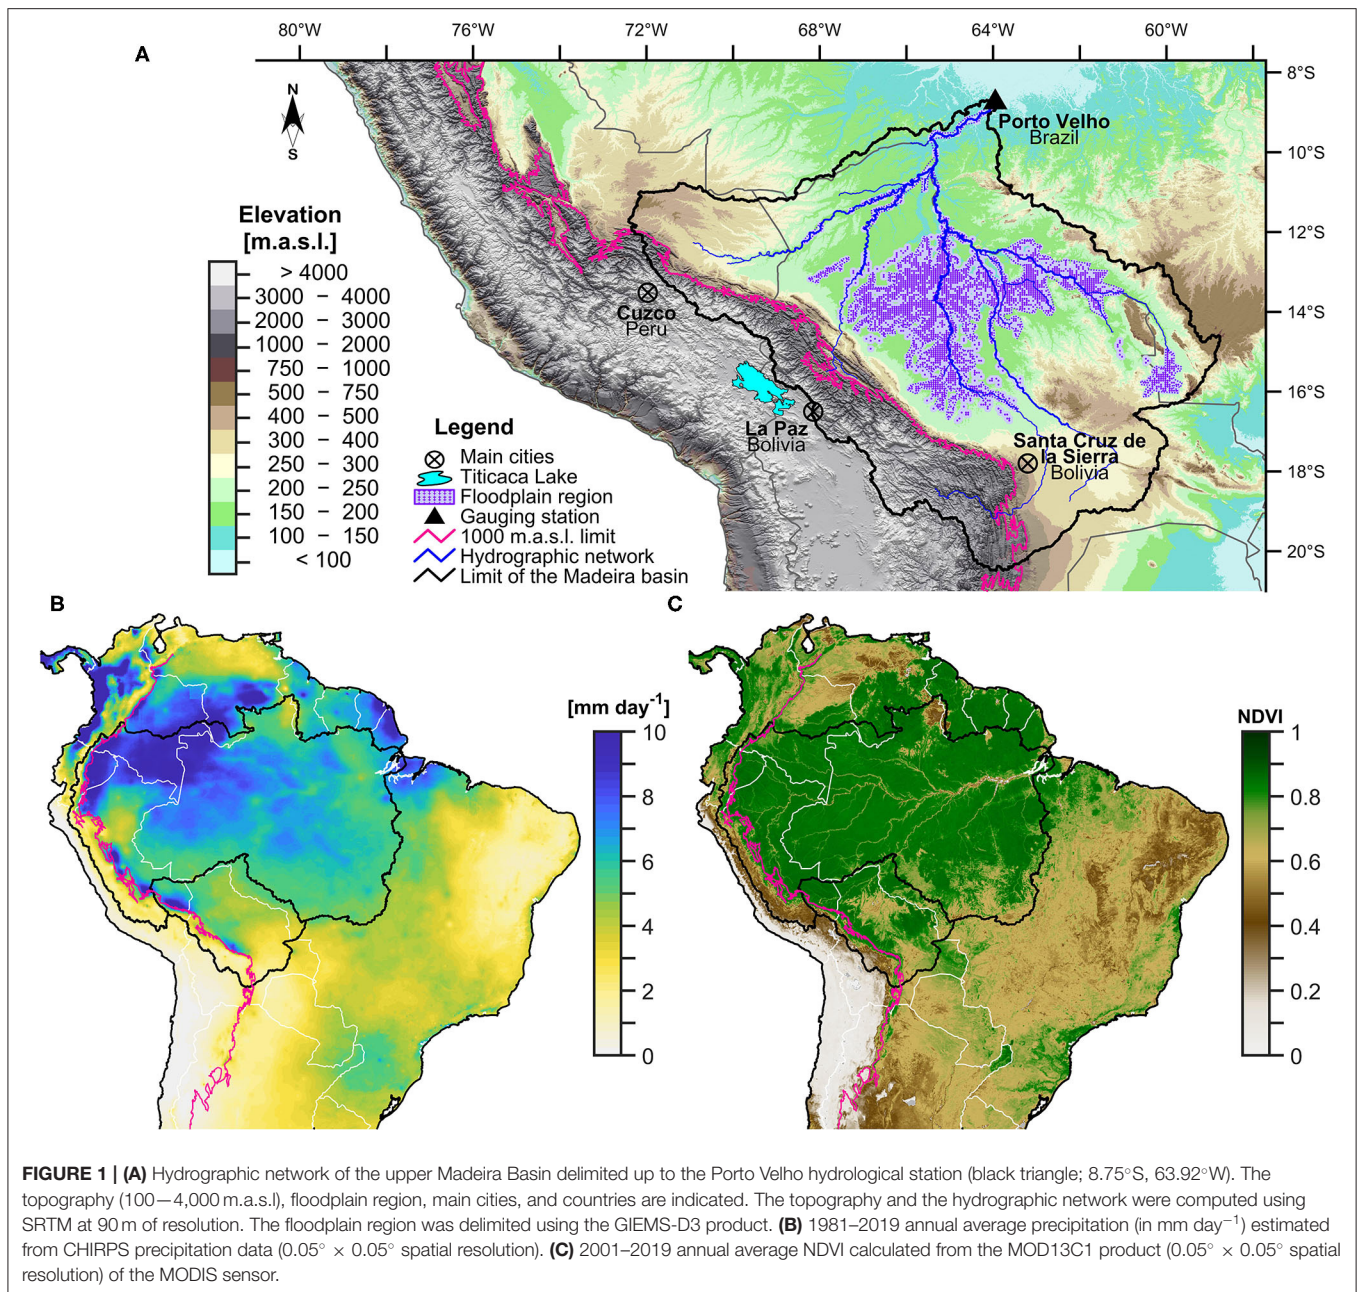 80°W 76°W 72°W 68°W 64°W 60°W
A
8°S
N
S
Porto Velho
Brazil
10°S
Elevation
[m.a.s.l.]
12°S
> 4000
3000 – 4000
2000 – 3000
1000 – 2000
750 – 1000
500 – 750
400 – 500
300 – 400
250 – 300
200 – 250
150 – 200
100 – 150
< 100
Cuzco
Peru
14°S
16°S
La Paz
Bolivia
Santa Cruz de
la Sierra
Bolivia
18°S
20°S
Legend
Main cities
Titicaca Lake
Floodplain region
Gauging station
1000 m.a.s.l. limit
Hydrographic network
Limit of the Madeira basin
B
[mm day-1]
10
8
6
4
2
0
C
NDVI
1
0.8
0.6
0.4
0.2
0
FIGURE 1 | (A) Hydrographic network of the upper Madeira Basin delimited up to the Porto Velho hydrological station (black triangle; 8.75°S, 63.92°W). The
topography (100—4,000 m.a.s.l), floodplain region, main cities, and countries are indicated. The topography and the hydrographic network were computed using
SRTM at 90 m of resolution. The floodplain region was delimited using the GIEMS-D3 product. (B) 1981–2019 annual average precipitation (in mm day−1) estimated
from CHIRPS precipitation data (0.05° × 0.05° spatial resolution). (C) 2001–2019 annual average NDVI calculated from the MOD13C1 product (0.05° × 0.05° spatial
resolution) of the MODIS sensor.